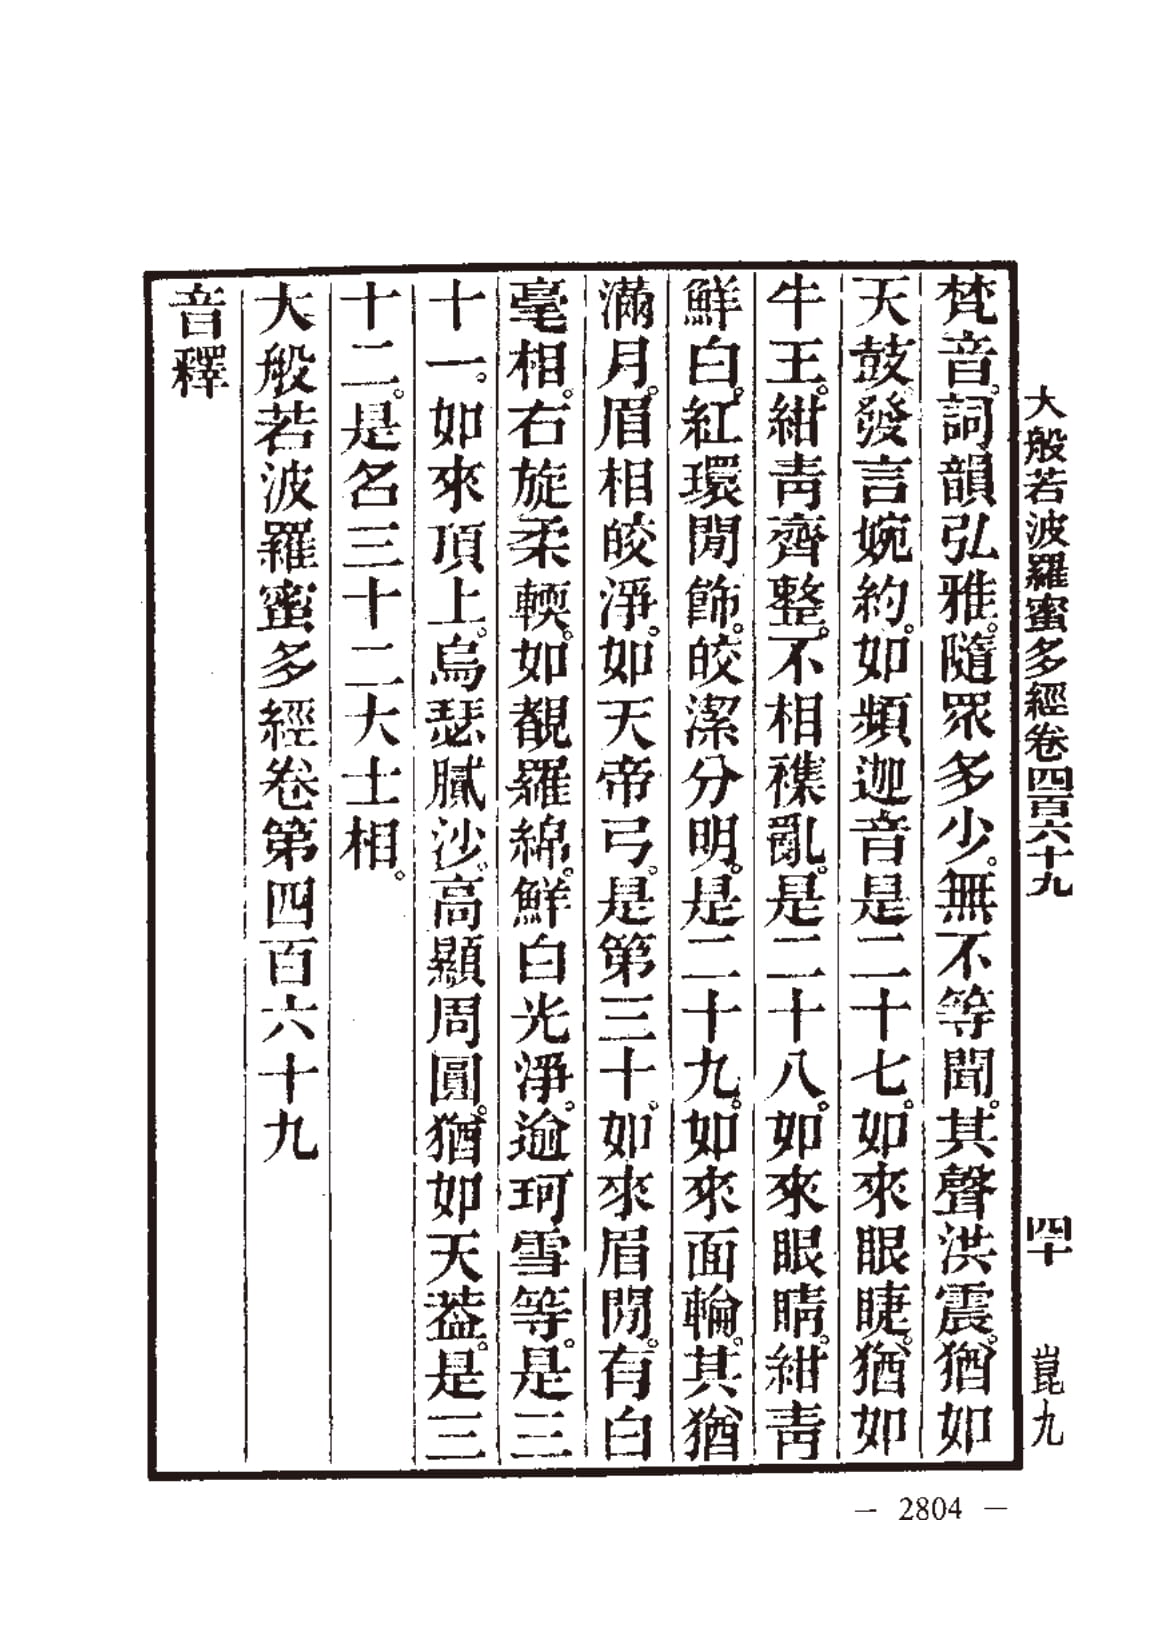 大般若波羅蜜多經卷四百六十九 四十 崑九
梵音。詞韻弘雅。隨眾多少。無不等聞。其聲洪震。猶如
天鼓。發言婉約。如頻迦音是二十七。如來眼睫。猶如
牛王。紺青齊整。不相襍亂。是二十八。如來眼睛。紺青
鮮白。紅環閒飾。皎潔分明。是二十九。如來面輪。其猶
滿月。眉相皎淨。如天帝弓。是第三十。如來眉閒。有白
毫相。右旋柔輭。如覩羅綿。鮮白光淨。逾珂雪等。是三
十一。如來頂上。烏瑟膩沙。高顯周圓。猶如天葢。是三
十二。是名三十二大士相。
大般若波羅蜜多經卷第四百六十九
音釋
— 2804 —